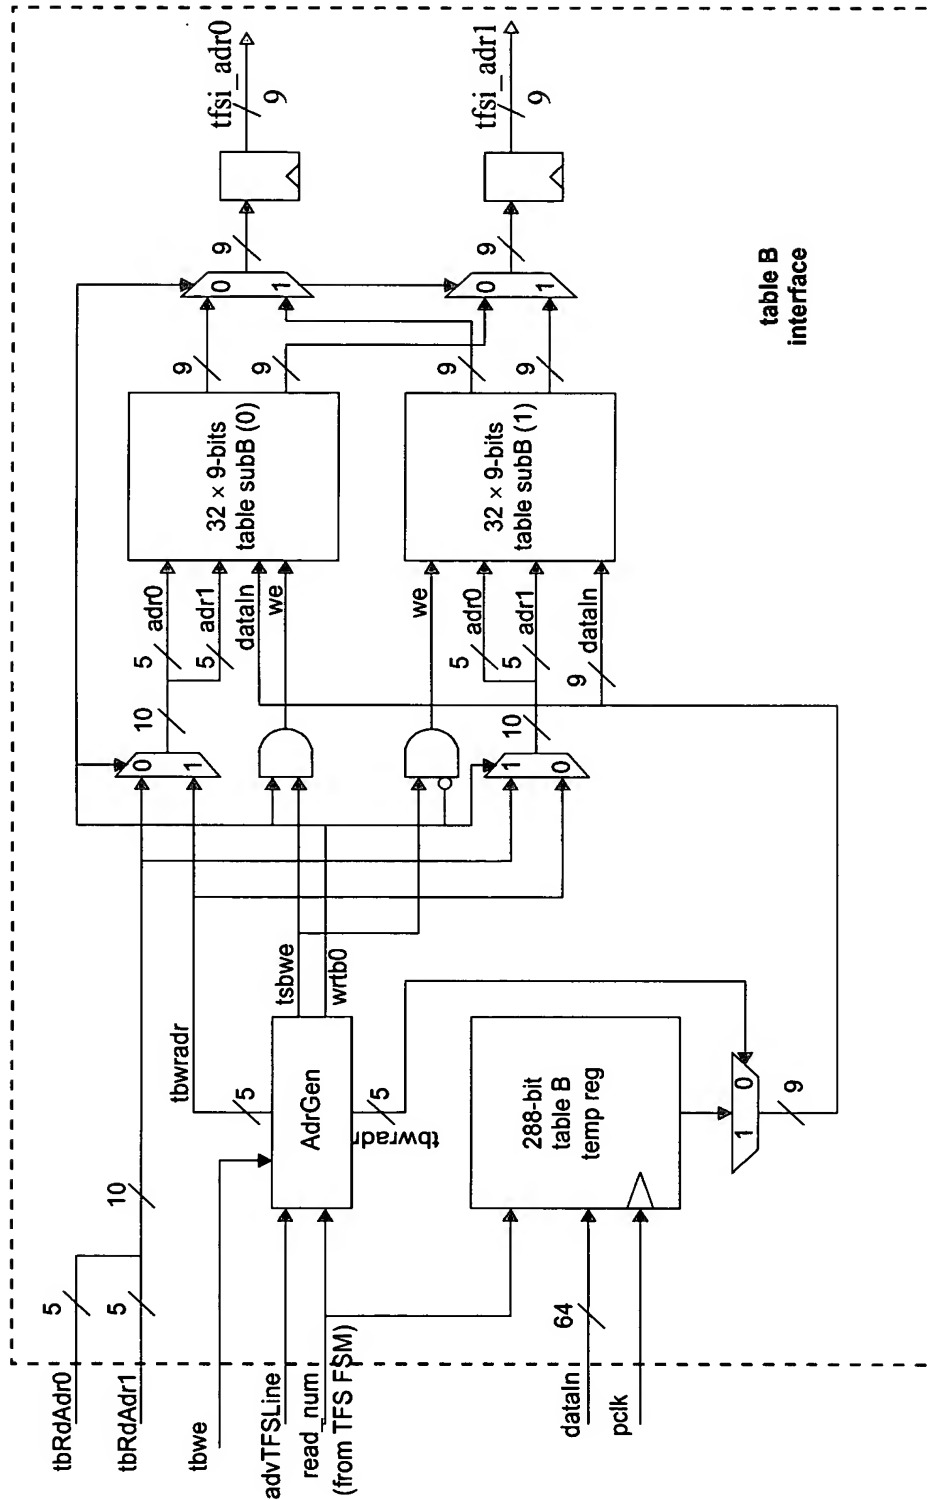 tbRdAdr0
5
tbRdAdr1
5
10
tbwe
advTFSLine
read_num
(from TFS FSM)
dataIn
64
pclk
tbwradr
5
AdrGen
tbwradr
5
tsbwe
wrtb0
288-bit
table B
temp reg
1
0
9
0
1
10
5
adr0
5
adr1
dataIn
we
32 × 9-bits
table subB (0)
9
9
we
5
adr0
5
adr1
9
dataIn
1
0
10
32 × 9-bits
table subB (1)
9
9
0
1
9
tfsi_adr0
9
0
1
9
tfsi_adr1
9
table B
interface